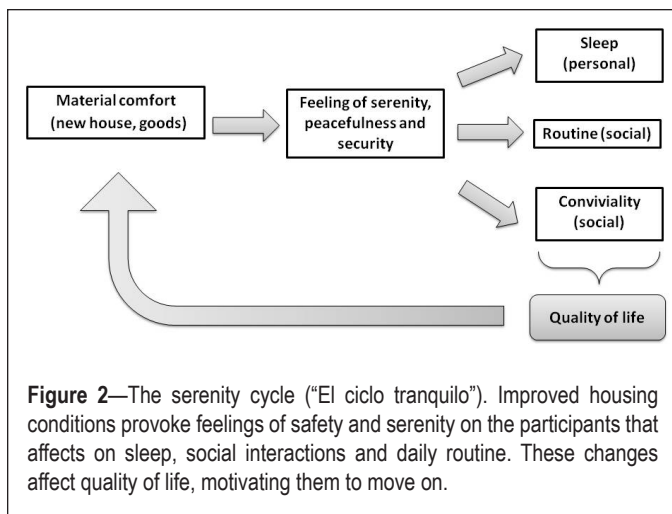 Material comfort
(new house, goods)
Feeling of serenity,
peacefulness and
security
Sleep
(personal)
Routine (social)
Conviviality
(social)
Quality of life
Figure 2—The serenity cycle (“El ciclo tranquilo”). Improved housing
conditions provoke feelings of safety and serenity on the participants that
affects on sleep, social interactions and daily routine. These changes
affect quality of life, motivating them to move on.